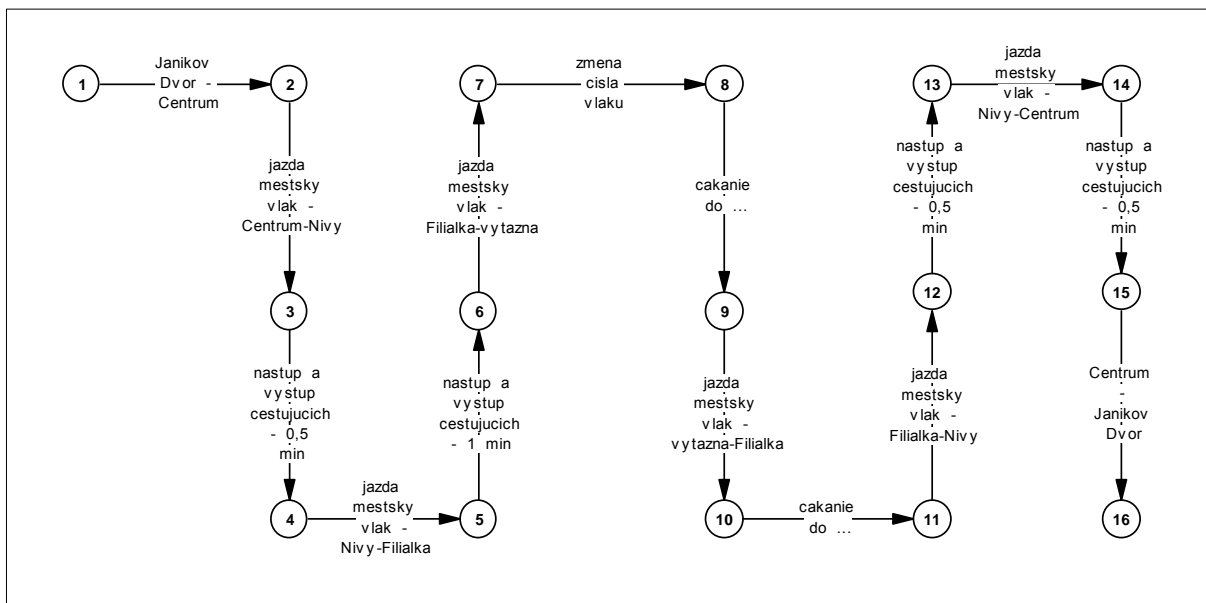 1
Janikov
Dvor -
Centrum
2
jazda
mestsky
vlak -
Centrum-Nivy
3
nastup a
vystup
cestujucich
- 0,5
min
4
jazda
mestsky
vlak -
Nivy-Filialka
5
nastup a
vystup
cestujucich
- 1 min
6
jazda
mestsky
vlak -
Filialka-vytazna
7
zmena
cisla
vlaku
8
cakanie
do ...
9
jazda
mestsky
vlak -
vytazna-Filialka
10
cakanie
do ...
11
jazda
mestsky
vlak -
Filialka-Nivy
12
nastup a
vystup
cestujucich
- 0,5
min
13
jazda
mestsky
vlak -
Nivy-Centrum
14
nastup a
vystup
cestujucich
- 0,5
min
15
Centrum
-
Janikov
Dvor
16